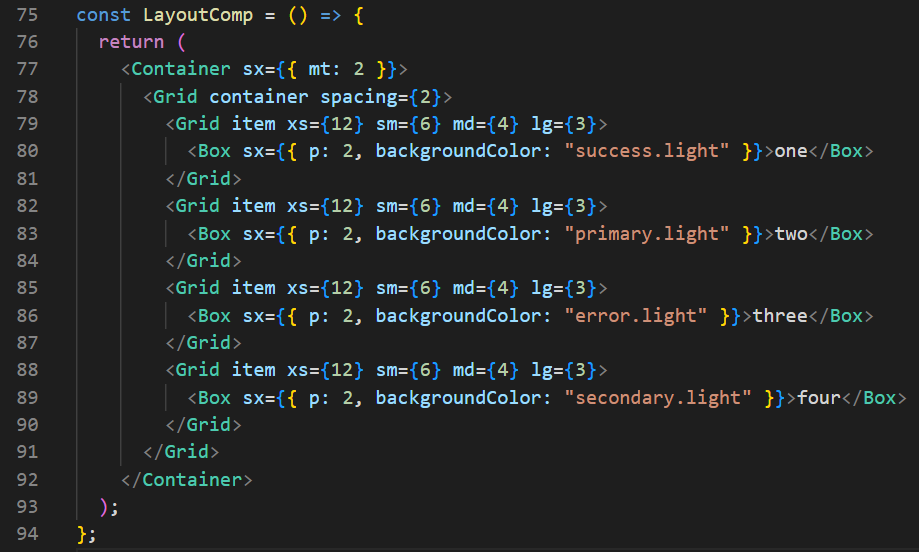 75 const LayoutComp = () => {
76   return (
77     <Container sx={{ mt: 2 }}>
78       <Grid container spacing={2}>
79         <Grid item xs={12} sm={6} md={4} lg={3}>
80           <Box sx={{ p: 2, backgroundColor: "success.light" }}>one</Box>
81         </Grid>
82         <Grid item xs={12} sm={6} md={4} lg={3}>
83           <Box sx={{ p: 2, backgroundColor: "primary.light" }}>two</Box>
84         </Grid>
85         <Grid item xs={12} sm={6} md={4} lg={3}>
86           <Box sx={{ p: 2, backgroundColor: "error.light" }}>three</Box>
87         </Grid>
88         <Grid item xs={12} sm={6} md={4} lg={3}>
89           <Box sx={{ p: 2, backgroundColor: "secondary.light" }}>four</Box>
90         </Grid>
91       </Grid>
92     </Container>
93   );
94 };